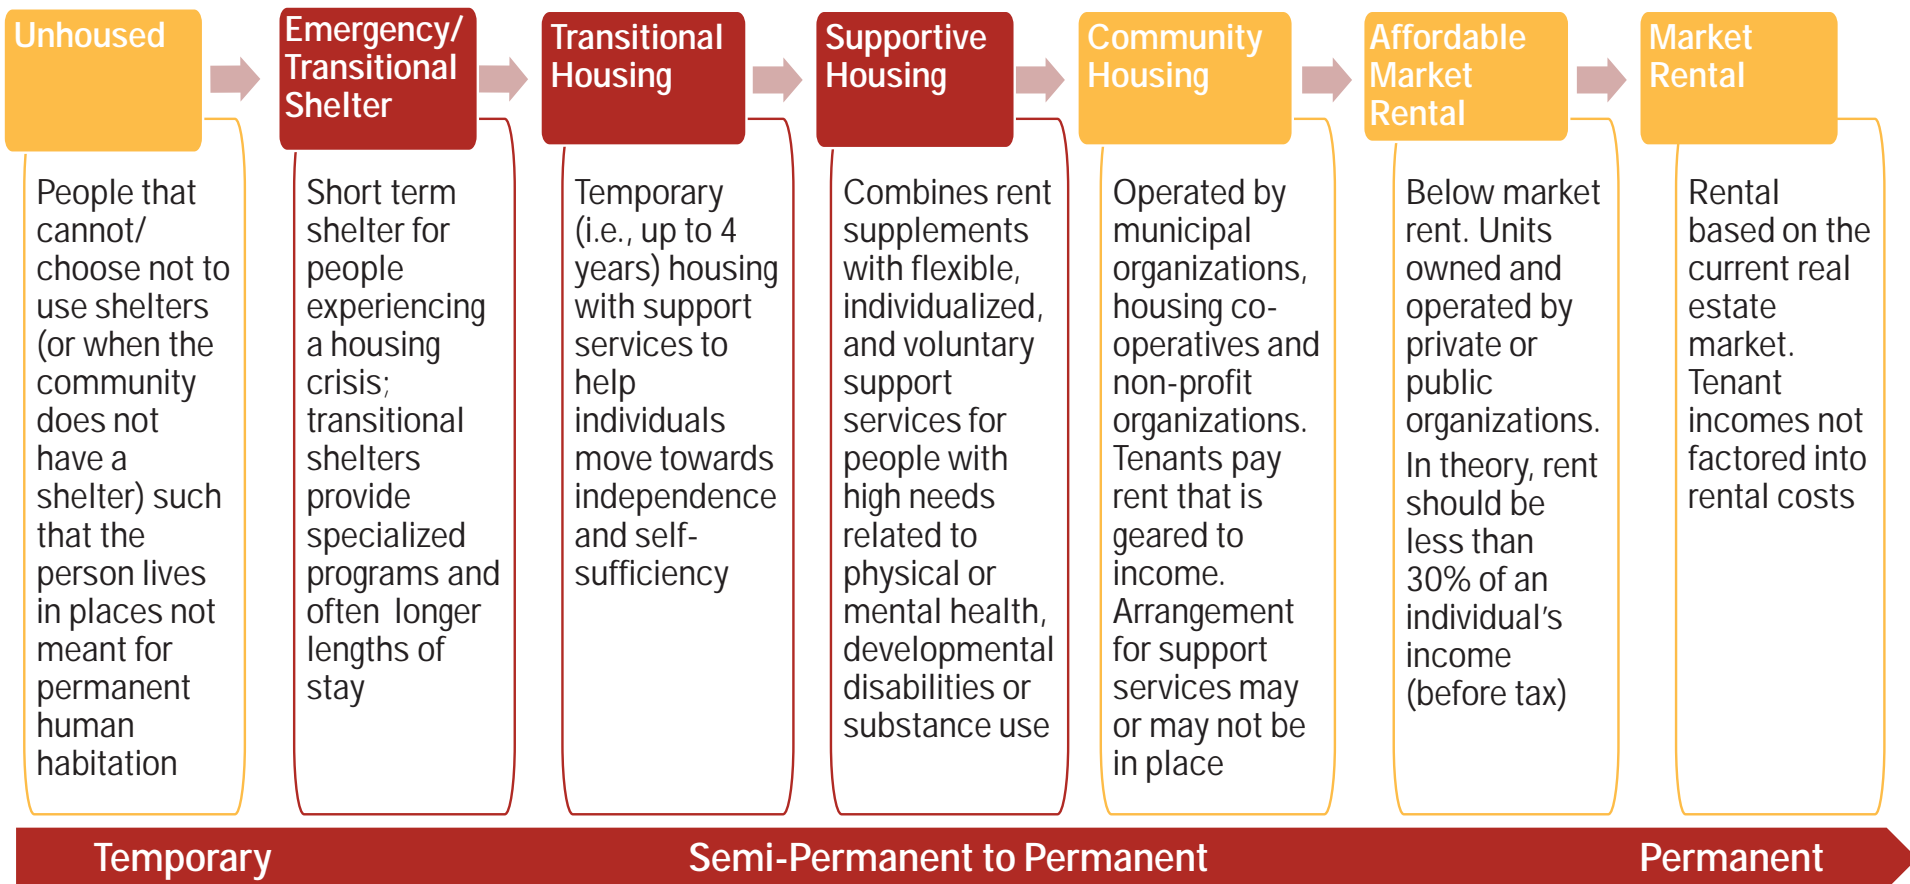 Unhoused
People that
cannot/
choose not to
use shelters
(or when the
community
does not
have a
shelter) such
that the
person lives
in places not
meant for
permanent
human
habitation
Emergency/
Transitional
Shelter
Short term
shelter for
people
experiencing
a housing
crisis;
transitional
shelters
provide
specialized
programs and
often longer
lengths of
stay
Transitional
Housing
Temporary
(i.e., up to 4
years) housing
with support
services to
help
individuals
move towards
independence
and self-
sufficiency
Supportive
Housing
Combines rent
supplements
with flexible,
individualized,
and voluntary
support
services for
people with
high needs
related to
physical or
mental health,
developmental
disabilities or
substance use
Community
Housing
Operated by
municipal
organizations,
housing co-
operatives and
non-profit
organizations.
Tenants pay
rent that is
geared to
income.
Arrangement
for support
services may
or may not be
in place
Affordable
Market
Rental
Below market
rent. Units
owned and
operated by
private or
public
organizations.
In theory, rent
should be
less than
30% of an
individual's
income
(before tax)
Market
Rental
Rental
based on the
current real
estate
market.
Tenant
incomes not
factored into
rental costs
Temporary
Semi-Permanent to Permanent
Permanent